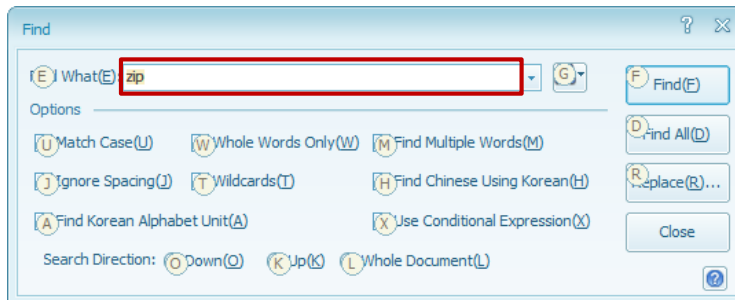 Find
E What(E): zip G
F Find(F)
Options
U Match Case(U) W Whole Words Only(W) M Find Multiple Words(M)
D Find All(D)
J Ignore Spacing(J) T Wildcards(T) H Find Chinese Using Korean(H)
R Replace(R)...
A Find Korean Alphabet Unit(A) X Use Conditional Expression(X)
Close
Search Direction: O Down(O) K Up(K) L Whole Document(L)
?